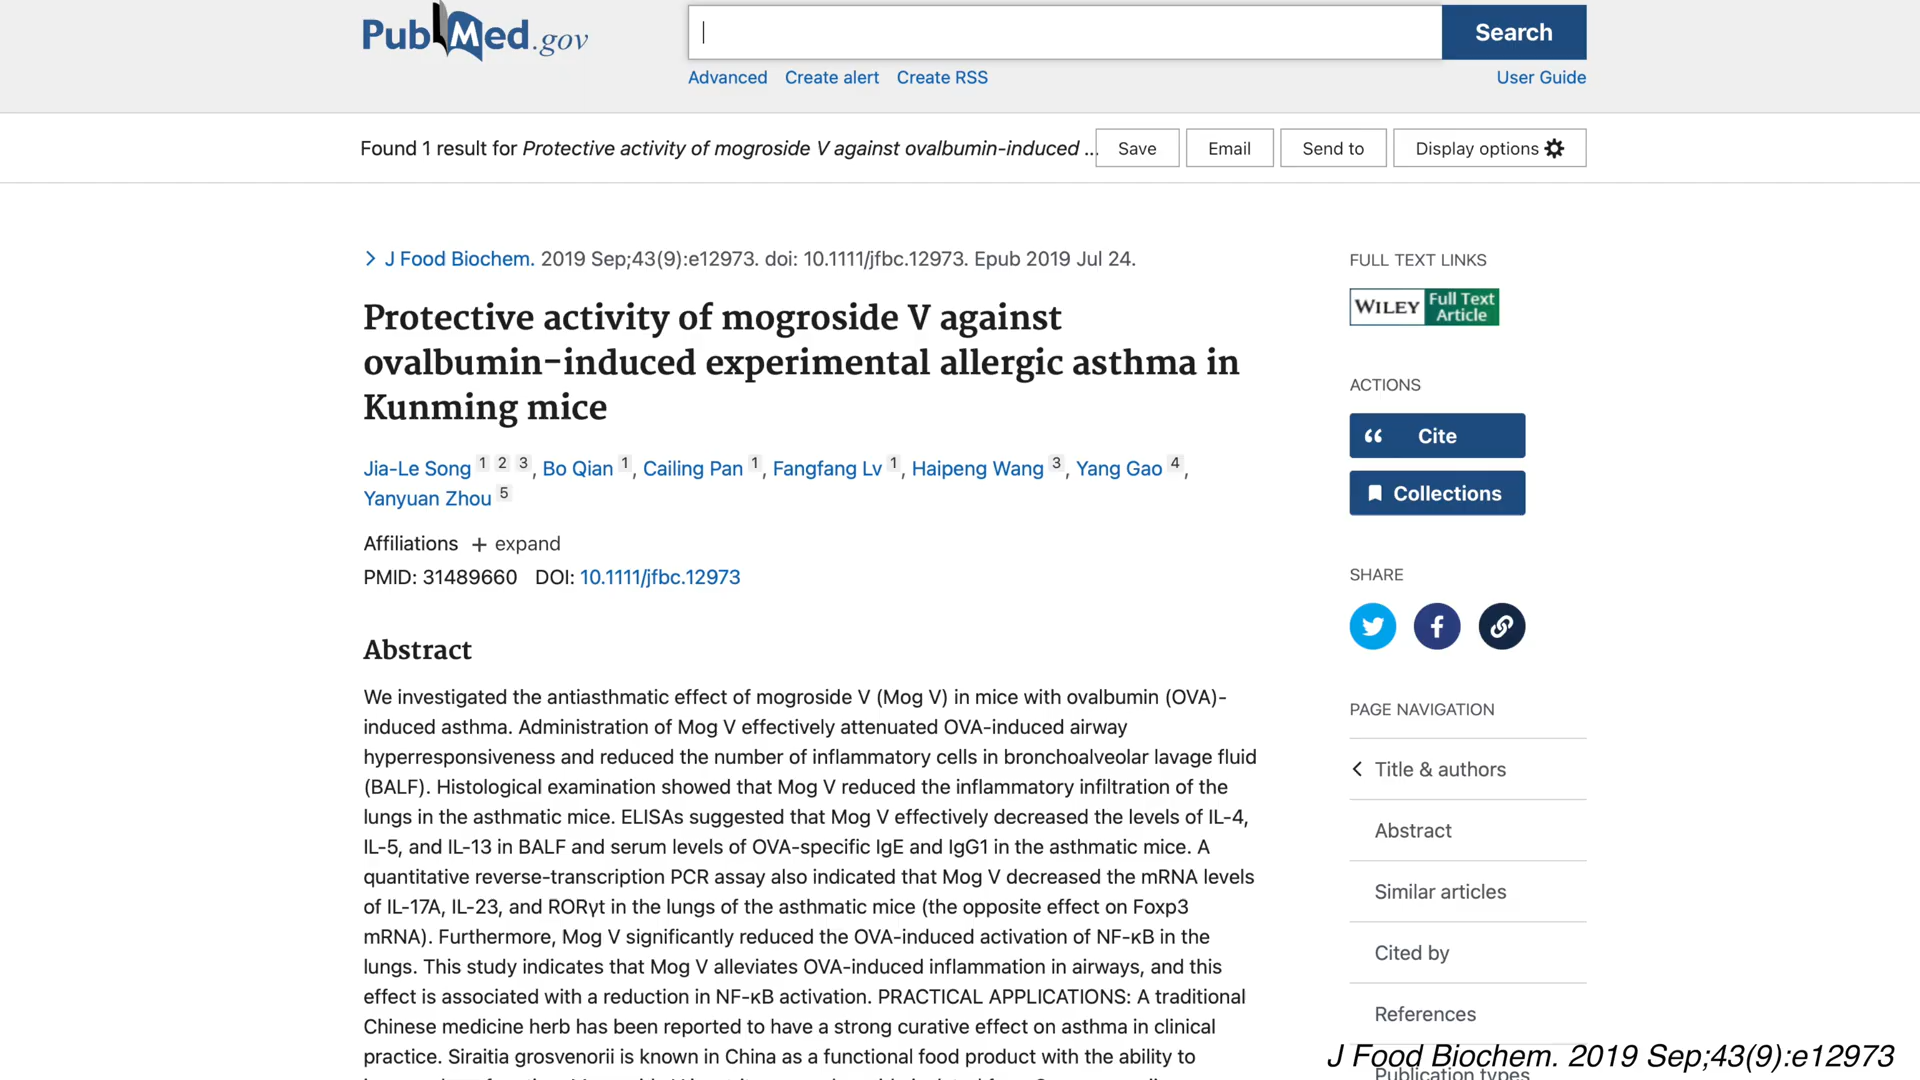 PubMed.gov
Search
Advanced Create alert Create RSS
User Guide
Found 1 result for Protective activity of mogroside V against ovalbumin-induced ...
Save
Email
Send to
Display options
J Food Biochem. 2019 Sep;43(9):e12973. doi: 10.1111/jfbc.12973. Epub 2019 Jul 24.
Protective activity of mogroside V against
ovalbumin-induced experimental allergic asthma in
Kunming mice
Jia-Le Song 1 2 3, Bo Qian 1, Cailing Pan 1, Fangfang Lv 1, Haipeng Wang 3, Yang Gao 4,
Yanyuan Zhou 5
Affiliations + expand
PMID: 31489660 DOI: 10.1111/jfbc.12973
Abstract
We investigated the antiasthmatic effect of mogroside V (Mog V) in mice with ovalbumin (OVA)-
induced asthma. Administration of Mog V effectively attenuated OVA-induced airway
hyperresponsiveness and reduced the number of inflammatory cells in bronchoalveolar lavage fluid
(BALF). Histological examination showed that Mog V reduced the inflammatory infiltration of the
lungs in the asthmatic mice. ELISAs suggested that Mog V effectively decreased the levels of IL-4,
IL-5, and IL-13 in BALF and serum levels of OVA-specific IgE and IgG1 in the asthmatic mice. A
quantitative reverse-transcription PCR assay also indicated that Mog V decreased the mRNA levels
of IL-17A, IL-23, and RORγt in the lungs of the asthmatic mice (the opposite effect on Foxp3
mRNA). Furthermore, Mog V significantly reduced the OVA-induced activation of NF-κB in the
lungs. This study indicates that Mog V alleviates OVA-induced inflammation in airways, and this
effect is associated with a reduction in NF-κB activation. PRACTICAL APPLICATIONS: A traditional
Chinese medicine herb has been reported to have a strong curative effect on asthma in clinical
practice. Siraitia grosvenorii is known in China as a functional food product with the ability to
FULL TEXT LINKS
WILEY Full Text
Article
ACTIONS
Cite
Collections
SHARE
PAGE NAVIGATION
Title & authors
Abstract
Similar articles
Cited by
References
Publication types
J Food Biochem. 2019 Sep;43(9):e12973